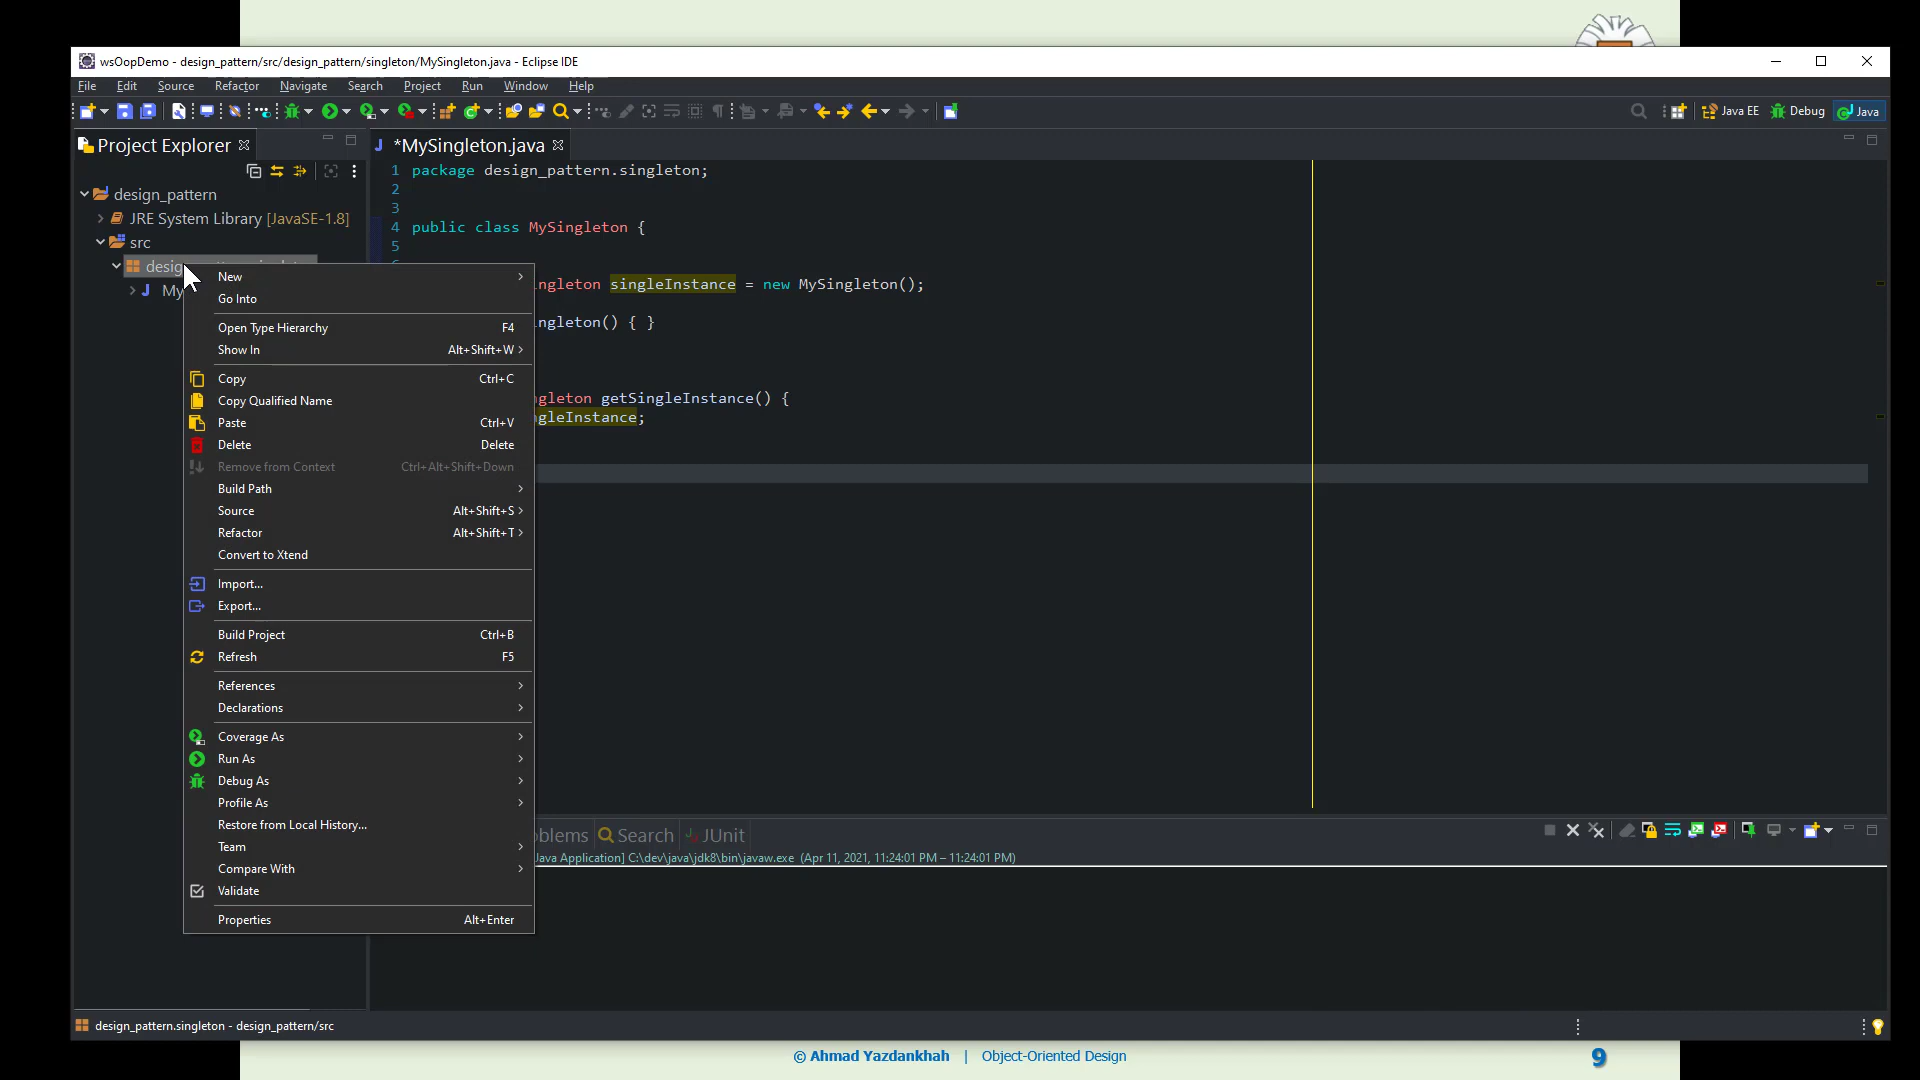 wsOopDemo - design_pattern/src/design_pattern/singleton/MySingleton.java - Eclipse IDE
File Edit Source Refactor Navigate Search Project Run Window Help
Java EE Debug Java
Project Explorer
*MySingleton.java
design_pattern
JRE System Library [JavaSE-1.8]
src
desig
My
1 package design_pattern.singleton;
2
3
4 public class MySingleton {
5
ingleton singleInstance = new MySingleton();
ingleton() { }
ngleton getSingleInstance() {
ngleInstance;
New
Go Into
Open Type Hierarchy F4
Show In Alt+Shift+W
Copy Ctrl+C
Copy Qualified Name
Paste Ctrl+V
Delete Delete
Remove from Context Ctrl+Alt+Shift+Down
Build Path
Source Alt+Shift+S
Refactor Alt+Shift+T
Convert to Xtend
Import...
Export...
Build Project Ctrl+B
Refresh F5
References
Declarations
Coverage As
Run As
Debug As
Profile As
Restore from Local History...
Team
Compare With
Validate
Properties Alt+Enter
oblems Search JUnit
Java Application] C:\dev\java\jdk8\bin\javaw.exe (Apr 11, 2021, 11:24:01 PM – 11:24:01 PM)
design_pattern.singleton - design_pattern/src
© Ahmad Yazdankhah | Object-Oriented Design
9